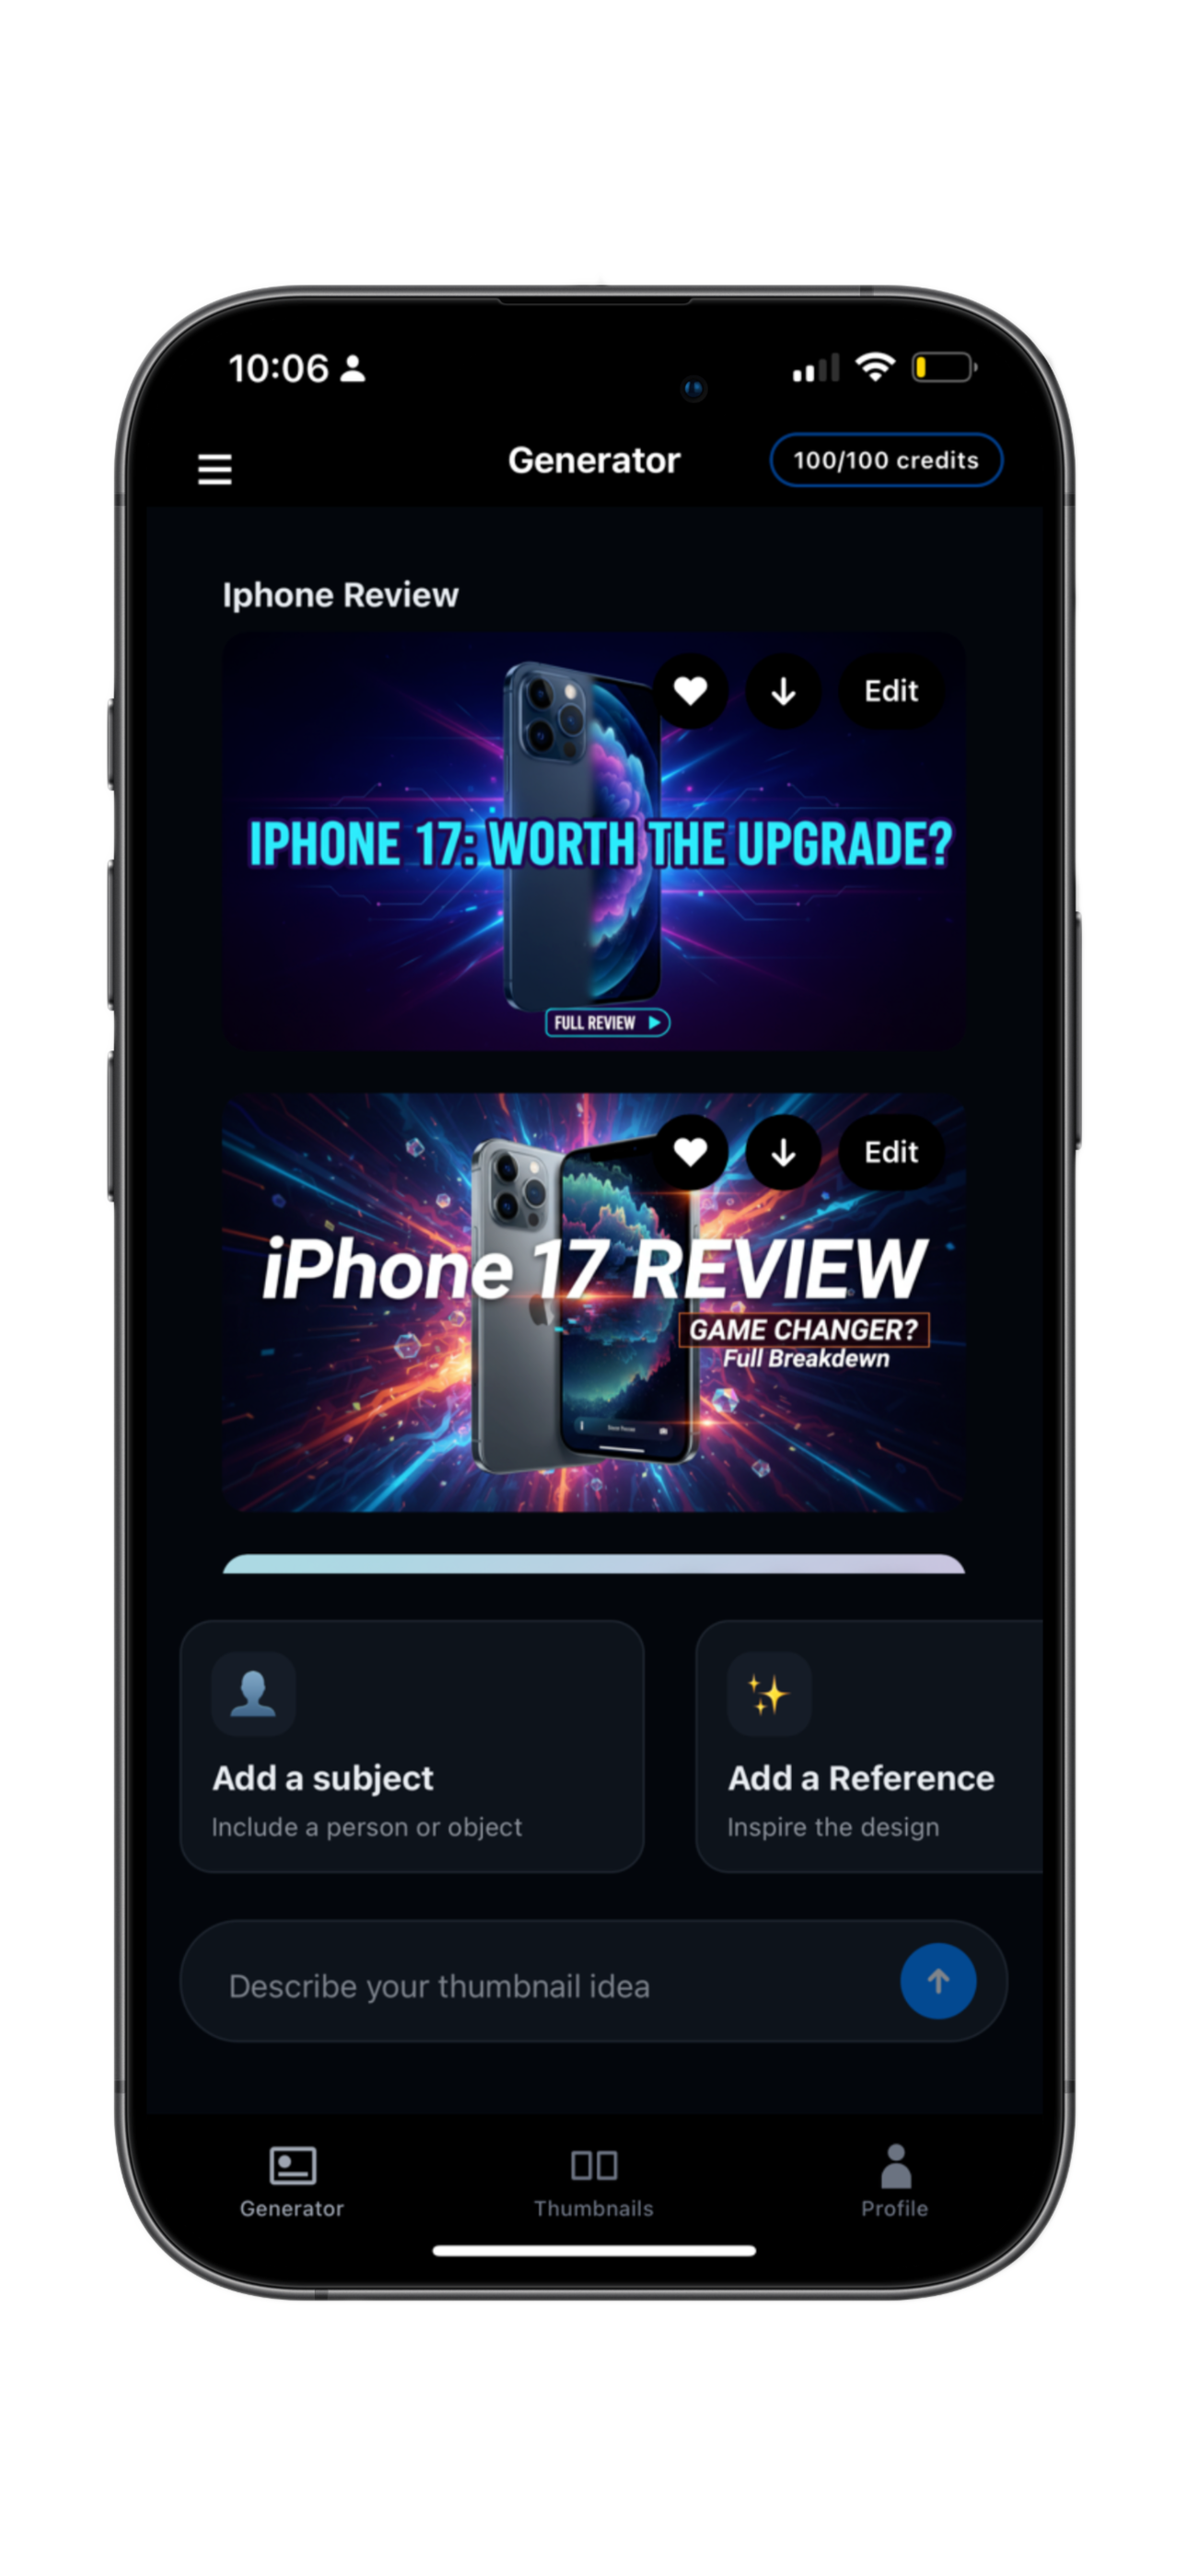 10:06
Generator
100/100 credits
Iphone Review
Edit
IPHONE 17: WORTH THE UPGRADE?
FULL REVIEW
Edit
iPhone 17 REVIEW
GAME CHANGER?
Full Breakdewn
Add a subject
Include a person or object
Add a Reference
Inspire the design
Describe your thumbnail idea
Generator
Thumbnails
Profile